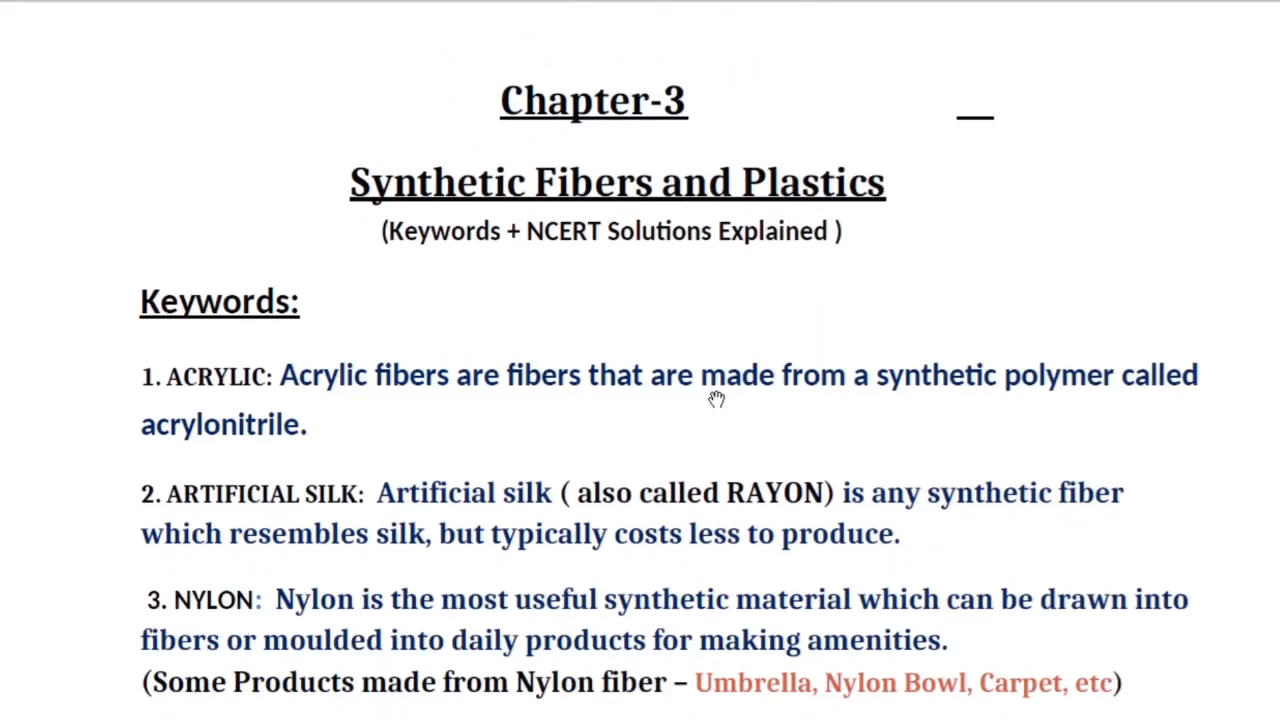 Chapter-3
Synthetic Fibers and Plastics
(Keywords + NCERT Solutions Explained )
Keywords:
1. ACRYLIC: Acrylic fibers are fibers that are made from a synthetic polymer called
acrylonitrile.
2. ARTIFICIAL SILK: Artificial silk ( also called RAYON) is any synthetic fiber
which resembles silk, but typically costs less to produce.
3. NYLON: Nylon is the most useful synthetic material which can be drawn into
fibers or moulded into daily products for making amenities.
(Some Products made from Nylon fiber – Umbrella, Nylon Bowl, Carpet, etc)